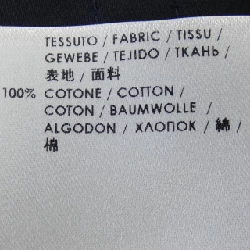 TESSUTO / FABRIC / TISSU /
GEWEBE / TEJIDO / ТКАНЬ /
表地 / 面料
100% COTONE / COTTON /
COTON / BAUMWOLLE /
ALGODON / ХЛОПОК / 綿 /
棉